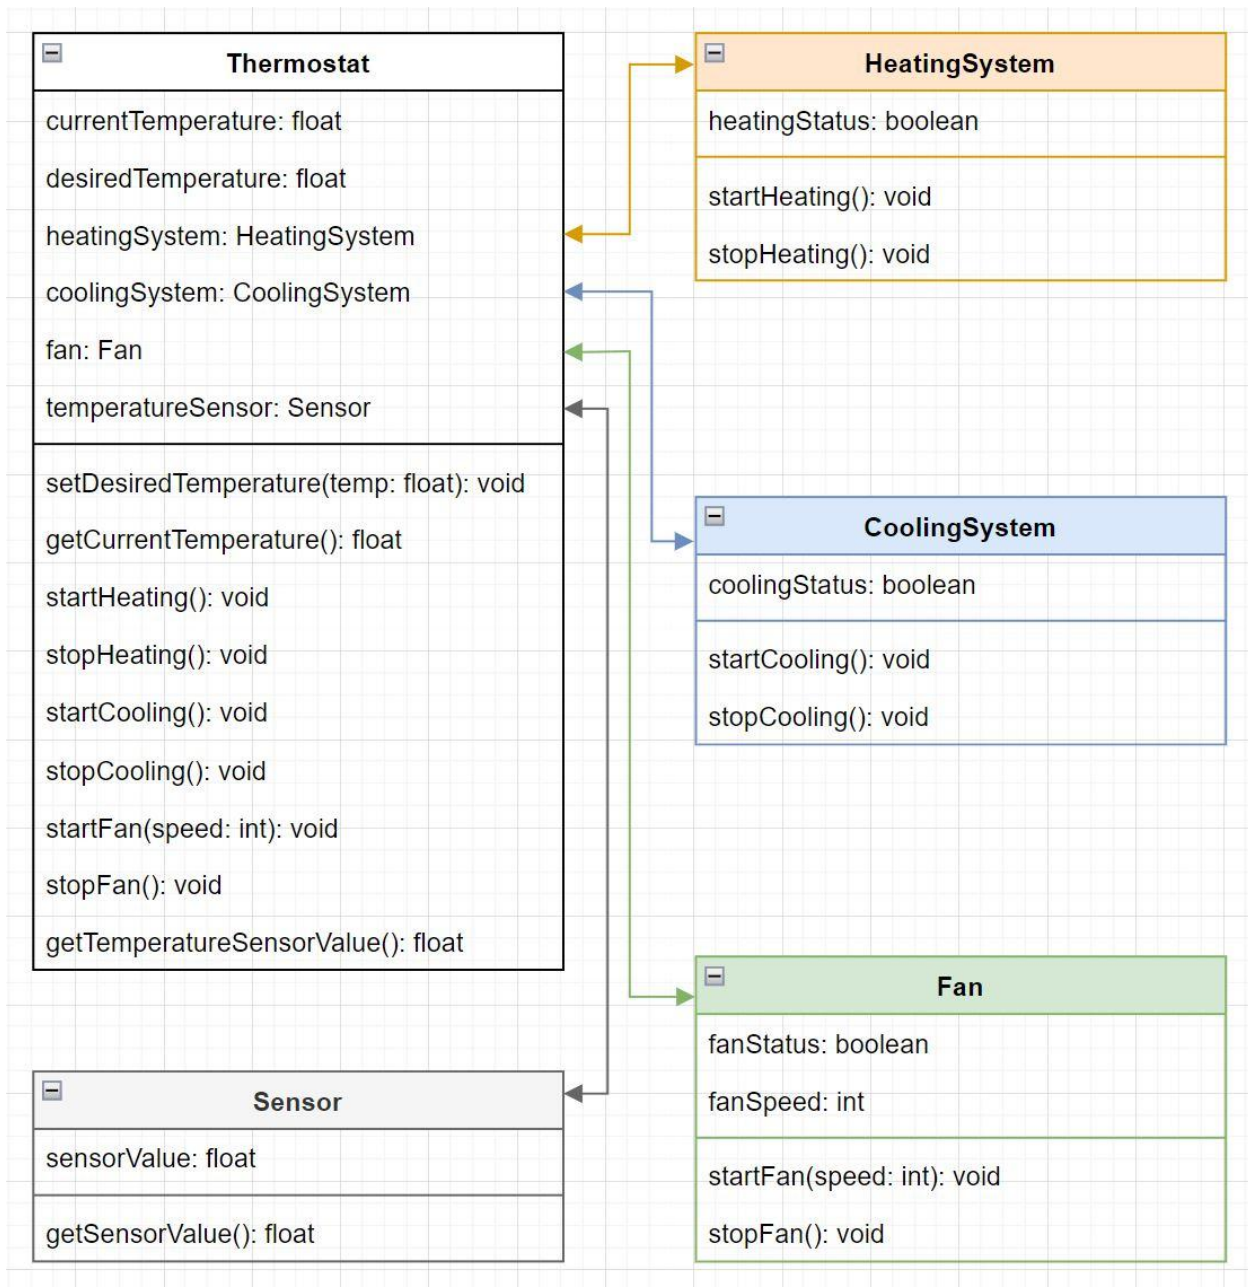 Thermostat
currentTemperature: float
desiredTemperature: float
heatingSystem: HeatingSystem
coolingSystem: CoolingSystem
fan: Fan
temperatureSensor: Sensor
setDesiredTemperature(temp: float): void
getCurrentTemperature(): float
startHeating(): void
stopHeating(): void
startCooling(): void
stopCooling(): void
startFan(speed: int): void
stopFan(): void
getTemperatureSensorValue(): float
HeatingSystem
heatingStatus: boolean
startHeating(): void
stopHeating(): void
CoolingSystem
coolingStatus: boolean
startCooling(): void
stopCooling(): void
Fan
fanStatus: boolean
fanSpeed: int
startFan(speed: int): void
stopFan(): void
Sensor
sensorValue: float
getSensorValue(): float